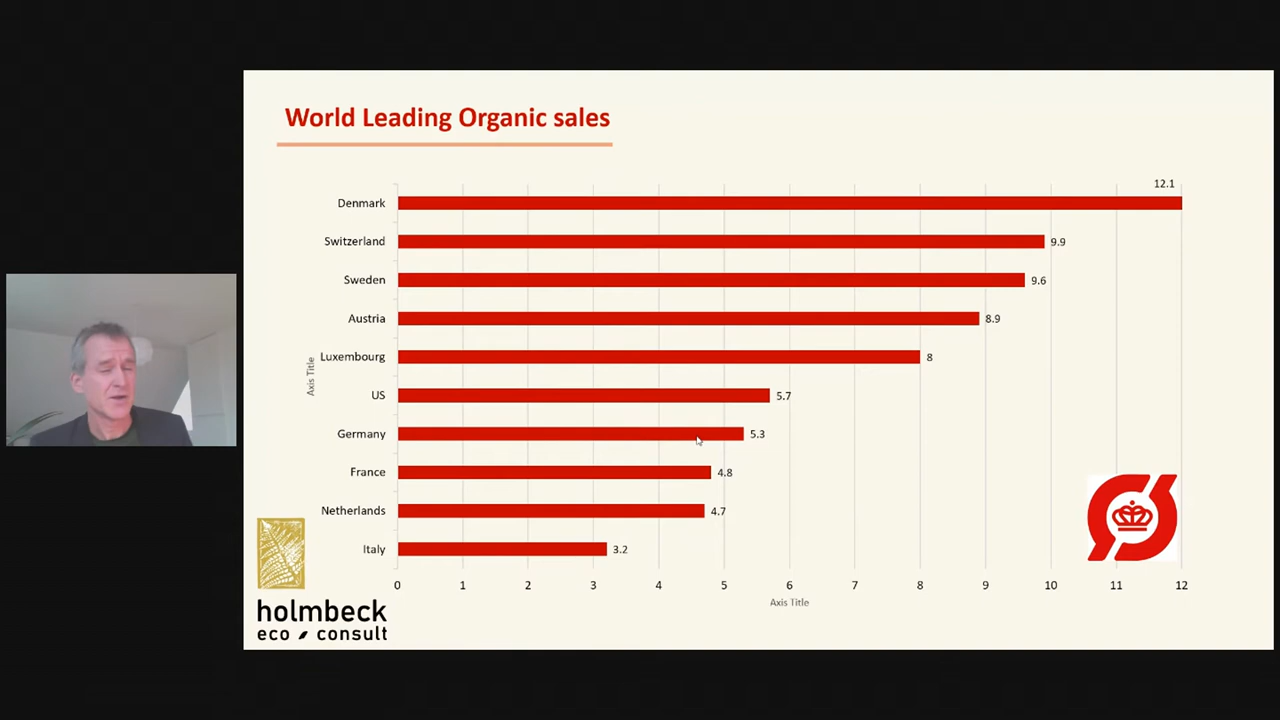 World Leading Organic sales
Denmark 12.1
Switzerland 9.9
Sweden 9.6
Austria 8.9
Luxembourg 8
US 5.7
Germany 5.3
France 4.8
Netherlands 4.7
Italy 3.2
Axis Title
0 1 2 3 4 5 6 7 8 9 10 11 12
Axis Title
holmbeck
eco consult